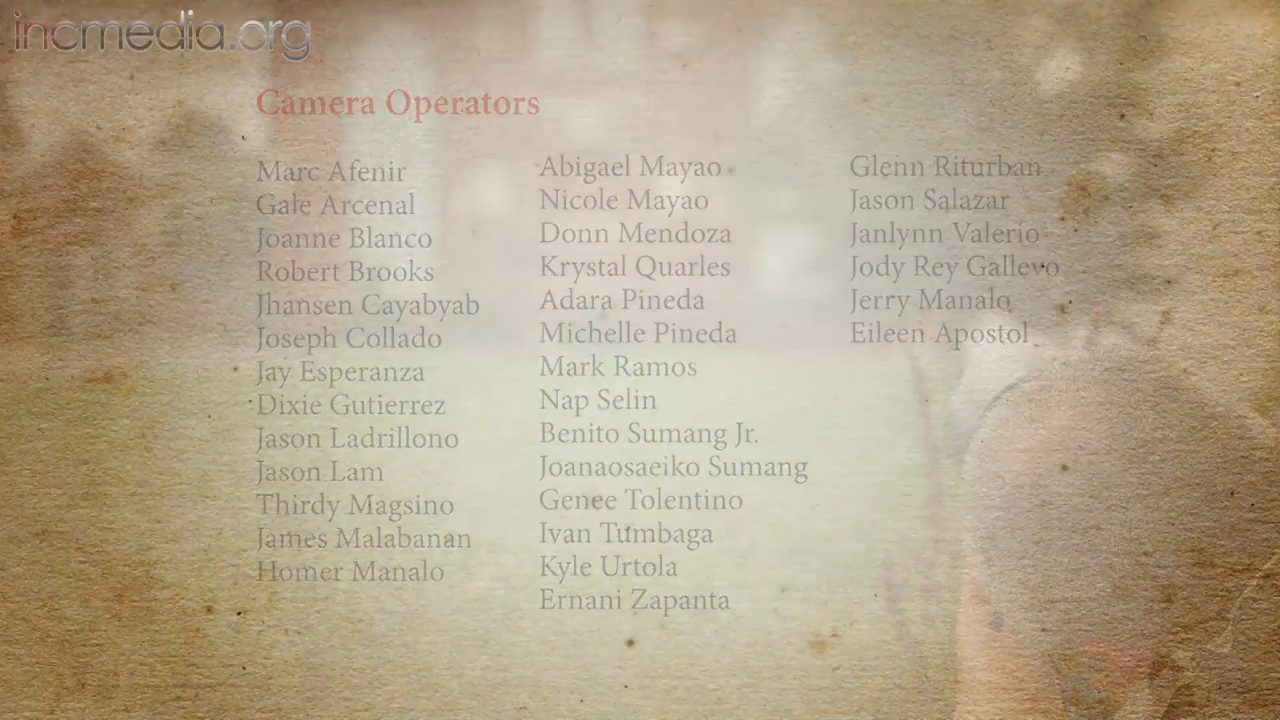 incmedia.org
Camera Operators
Marc Afenir
Gale Arcenal
Joanne Blanco
Robert Brooks
Jhansen Cayabyab
Joseph Collado
Jay Esperanza
Dixie Gutierrez
Jason Ladrillono
Jason Lam
Thirdy Magsino
James Malabanan
Homer Manalo
Abigael Mayao
Nicole Mayao
Donn Mendoza
Krystal Quarles
Adara Pineda
Michelle Pineda
Mark Ramos
Nap Selin
Benito Sumang Jr.
Joanaosaeiko Sumang
Genee Tolentino
Ivan Tumbaga
Kyle Urtola
Ernani Zapanta
Glenn Riturban
Jason Salazar
Janlynn Valerio
Jody Rey Gallevo
Jerry Manalo
Eileen Apostol